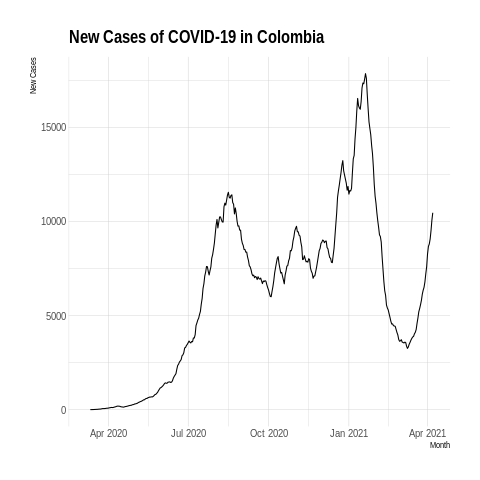 New Cases of COVID-19 in Colombia
New Cases
15000
10000
5000
0
Apr 2020 Jul 2020 Oct 2020 Jan 2021 Apr 2021
Month